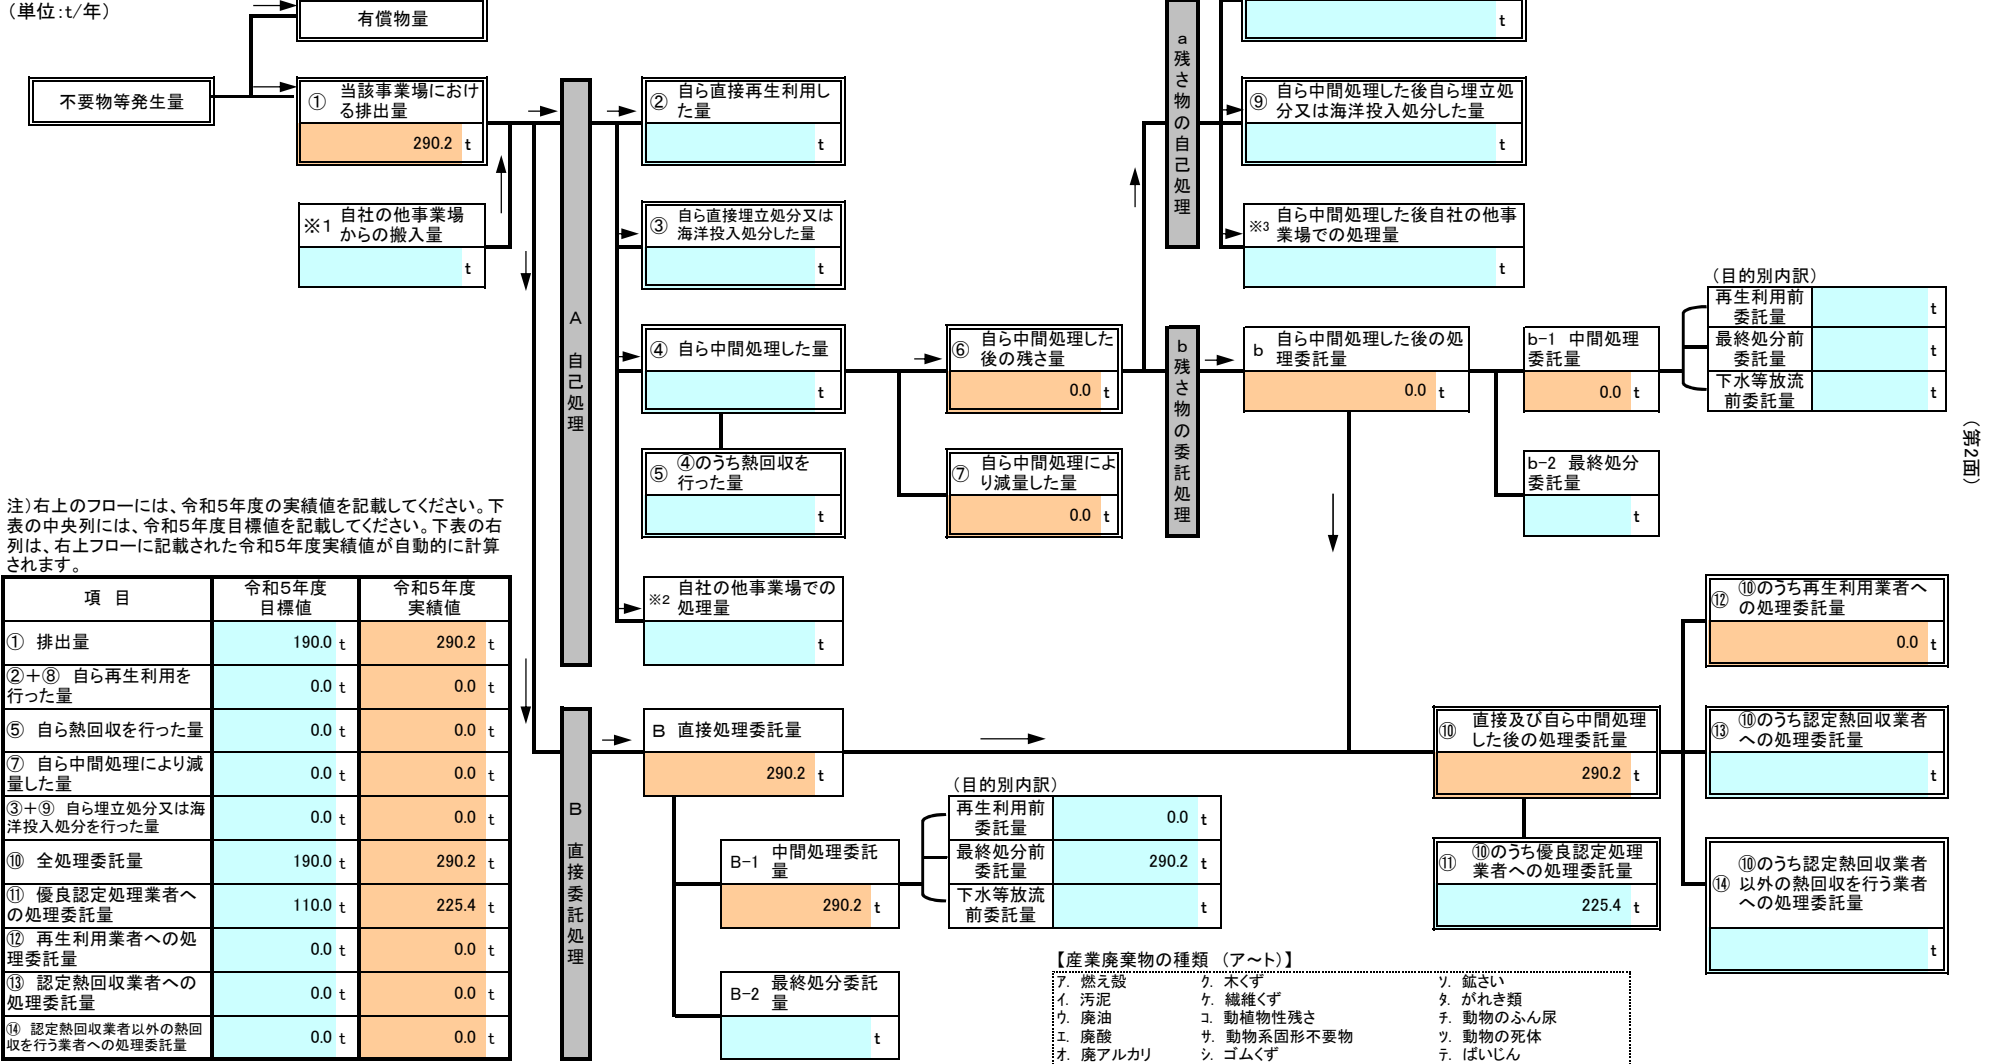 (単位:t/年)
有償物量
不要物等発生量
① 当該事業場におけ
る排出量
290.2 t
※1 自社の他事業場
からの搬入量
t
A 自己処理
② 自ら直接再生利用し
た量
t
③ 自ら直接埋立処分又は
海洋投入処分した量
t
④ 自ら中間処理した量
t
⑤ ④のうち熱回収を
行った量
t
※2 自社の他事業場での
処理量
t
⑥ 自ら中間処理した
後の残さ量
0.0 t
⑦ 自ら中間処理によ
り減量した量
0.0 t
a 残さ物の自己処理
t
⑨ 自ら中間処理した後自ら埋立処
分又は海洋投入処分した量
t
※3 自ら中間処理した後自社の他事
業場での処理量
t
b 残さ物の委託処理
b 自ら中間処理した後の処
理委託量
0.0 t
b-1 中間処理
委託量
0.0 t
b-2 最終処分
委託量
t
(目的別内訳)
再生利用前
委託量
t
最終処分前
委託量
t
下水等放流
前委託量
t
(第2面)
注)右上のフローには、令和5年度の実績値を記載してください。下
表の中央列には、令和5年度目標値を記載してください。下表の右
列は、右上フローに記載された令和5年度実績値が自動的に計算
されます。
項 目
令和5年度
目標値
令和5年度
実績値
① 排出量 190.0 t 290.2 t
②+⑧ 自ら再生利用を
行った量 0.0 t 0.0 t
⑤ 自ら熱回収を行った量 0.0 t 0.0 t
⑦ 自ら中間処理により減
量した量 0.0 t 0.0 t
③+⑨ 自ら埋立処分又は海
洋投入処分を行った量 0.0 t 0.0 t
⑩ 全処理委託量 190.0 t 290.2 t
⑪ 優良認定処理業者へ
の処理委託量 110.0 t 225.4 t
⑫ 再生利用業者への処
理委託量 0.0 t 0.0 t
⑬ 認定熱回収業者への
処理委託量 0.0 t 0.0 t
⑭ 認定熱回収業者以外の熱回
収を行う業者への処理委託量 0.0 t 0.0 t
B 直接委託処理
B 直接処理委託量
290.2 t
B-1 中間処理委託
量
290.2 t
B-2 最終処分委託
量
t
(目的別内訳)
再生利用前
委託量
0.0 t
最終処分前
委託量
290.2 t
下水等放流
前委託量
t
⑩ 直接及び自ら中間処理
した後の処理委託量
290.2 t
⑪ ⑩のうち優良認定処理
業者への処理委託量
225.4 t
⑫ ⑩のうち再生利用業者へ
の処理委託量
0.0 t
⑬ ⑩のうち認定熱回収業者
への処理委託量
t
⑭ ⑩のうち認定熱回収業者
以外の熱回収を行う業者
への処理委託量
t
【産業廃棄物の種類 (ア~ト)】
ア. 燃え殻 ク. 木くず ソ. 鉱さい
イ. 汚泥 ケ. 繊維くず タ. がれき類
ウ. 廃油 コ. 動植物性残さ チ. 動物のふん尿
エ. 廃酸 サ. 動物系固形不要物 ツ. 動物の死体
オ. 廃アルカリ シ. ゴムくず テ. ばいじん